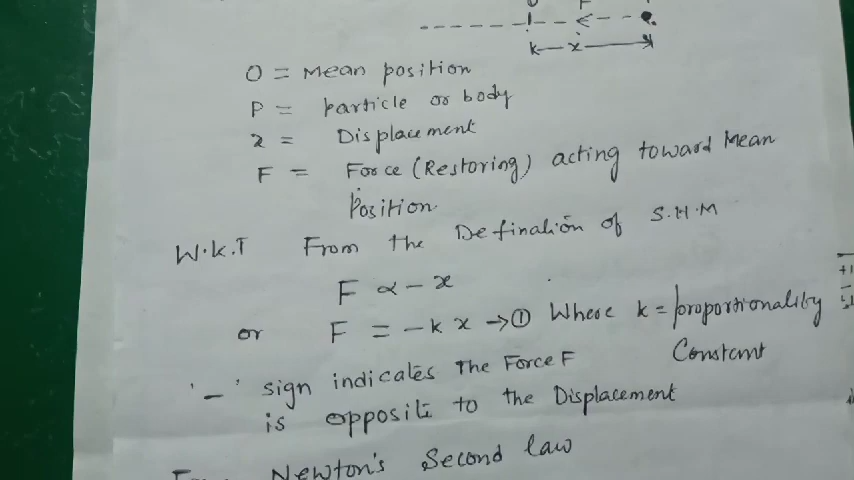 k x
O = Mean position
P = particle or body
x = Displacement
F = Force (Restoring) acting toward Mean
Position.
W.K.T From the Defination of S.H.M
F ∝ - x
or F = - k x → ① Where k = proportionality
Constant
'-' sign indicates The Force F
is opposite to the Displacement
Newton's Second law